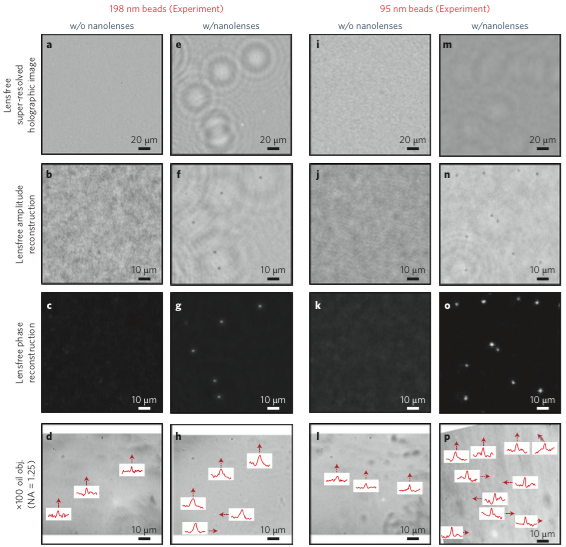 198 nm beads (Experiment)
95 nm beads (Experiment)
w/o nanolenses
w/nanolenses
w/o nanolenses
w/nanolenses
Lensfree
super-resolved
holographic image
a
20 µm
e
20 µm
i
20 µm
m
20 µm
Lensfree amplitude
reconstruction
b
10 µm
f
10 µm
j
10 µm
n
10 µm
Lensfree phase
reconstruction
c
10 µm
g
10 µm
k
10 µm
o
10 µm
×100 oil obj.
(NA = 1.25)
d
10 µm
h
10 µm
l
10 µm
p
10 µm